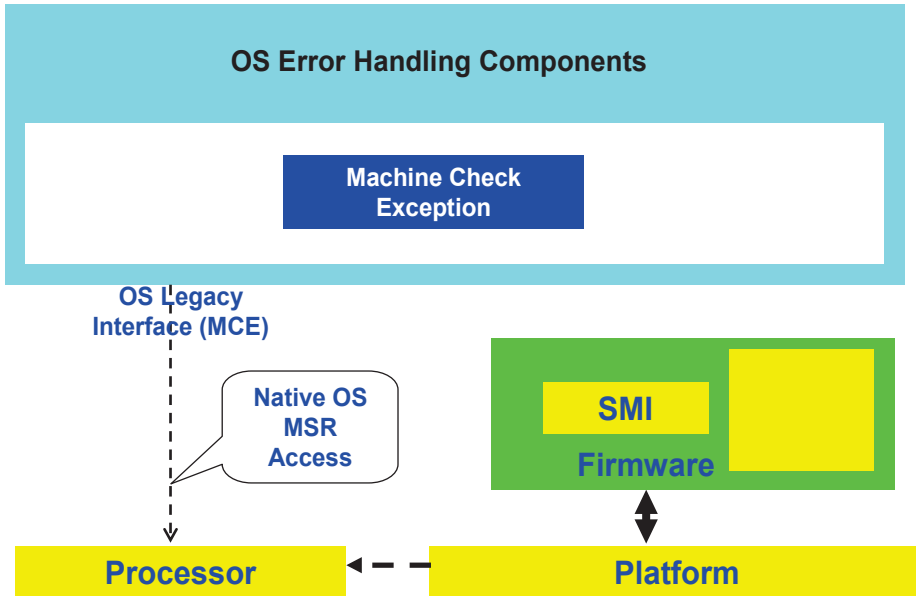 OS Error Handling Components
Machine Check
Exception
OS Legacy
Interface (MCE)
Native OS
MSR
Access
SMI
Firmware
Processor
Platform